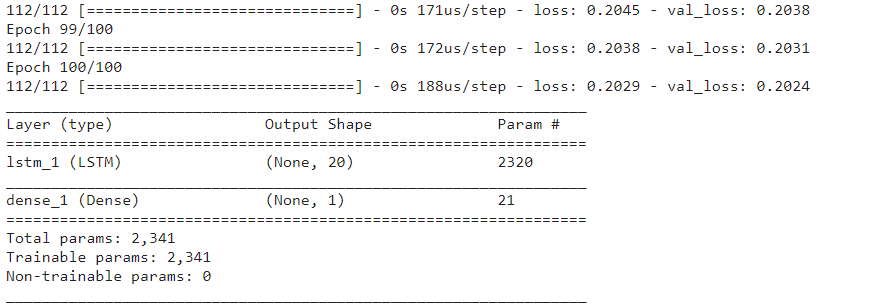 112/112 [==============================] - 0s 171us/step - loss: 0.2045 - val_loss: 0.2038
Epoch 99/100
112/112 [==============================] - 0s 172us/step - loss: 0.2038 - val_loss: 0.2031
Epoch 100/100
112/112 [==============================] - 0s 188us/step - loss: 0.2029 - val_loss: 0.2024
_________________________________________________________________
Layer (type)                 Output Shape              Param #
=================================================================
lstm_1 (LSTM)                (None, 20)                2320
_________________________________________________________________
dense_1 (Dense)              (None, 1)                 21
=================================================================
Total params: 2,341
Trainable params: 2,341
Non-trainable params: 0
_________________________________________________________________